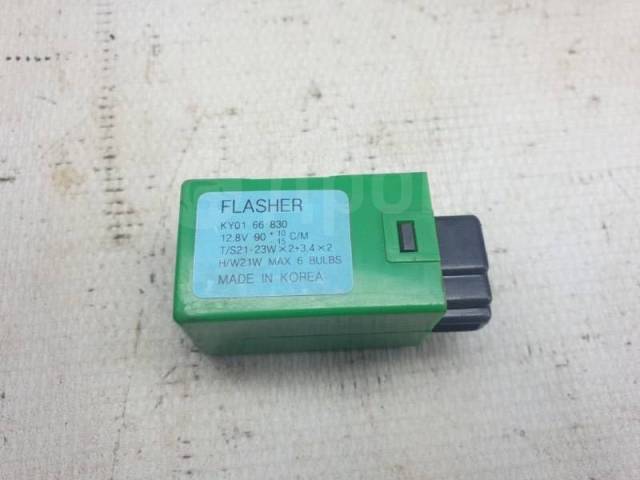 FLASHER
KY01 66 830
12.8V 90 +10 -15 C/M
T/S21-23W×2+3.4×2
H/W21W MAX 6 BULBS
MADE IN KOREA